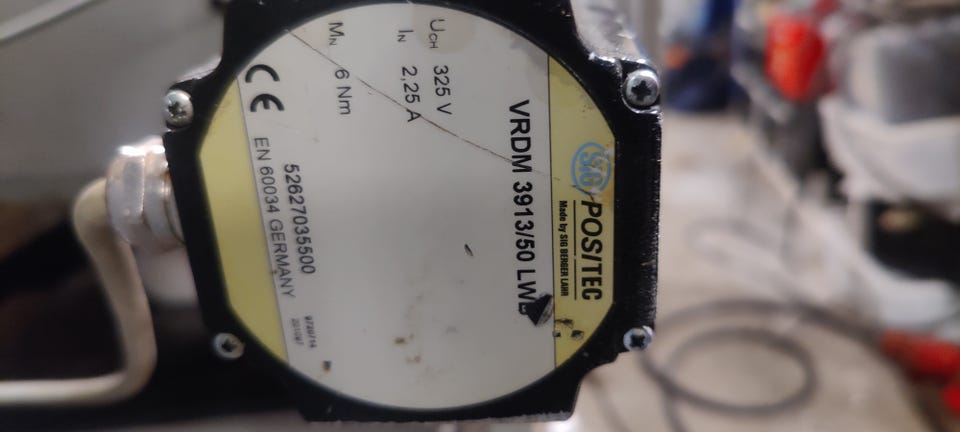 SIG POSITEC
Made by SIG BERGER LAHR
VRDM 3913/50 LW
UCH 325 V
IN 2,25 A
MN 6 Nm
52627035500
EN 60034 GERMANY
CE